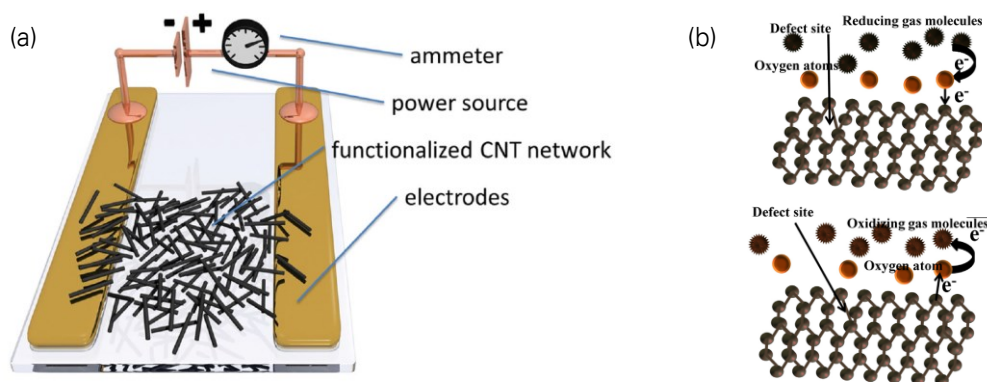 (a)
- +
ammeter
power source
functionalized CNT network
electrodes
(b)
Defect site
Reducing gas molecules
Oxygen atoms
e-
e-
Defect site
Oxidizing gas molecules
e-
Oxygen atom
e-